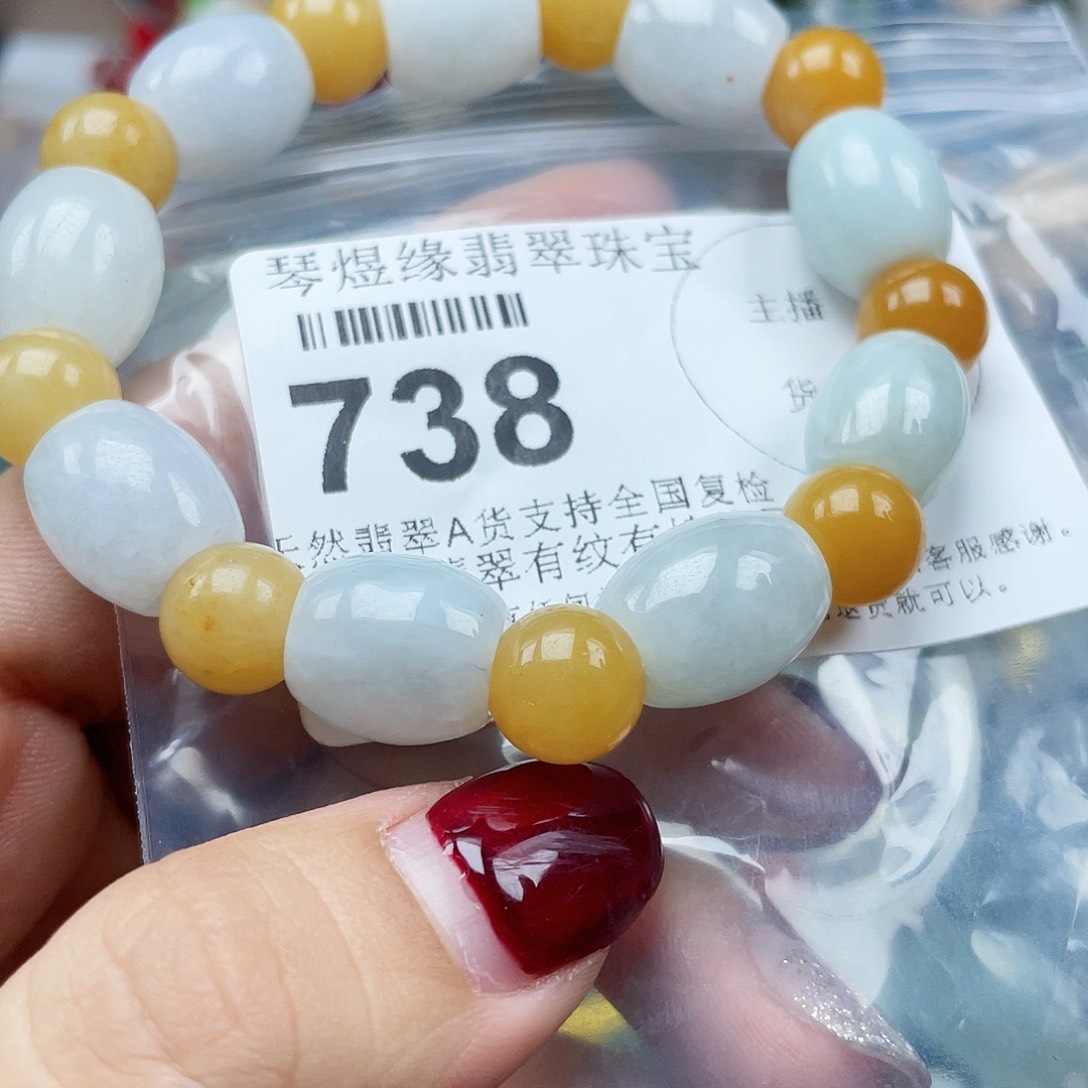 琴煜缘翡翠珠宝
主播
货
738
天然翡翠A货支持全国复检
翠有纹有
客服感谢。
退货就可以。